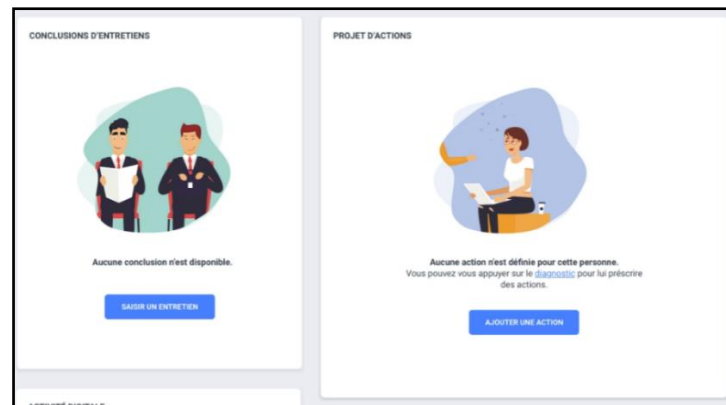 CONCLUSIONS D'ENTRETIENS
Aucune conclusion n'est disponible.
SAISIR UN ENTRETIEN
PROJET D'ACTIONS
Aucune action n'est définie pour cette personne.
Vous pouvez vous appuyer sur le diagnostic pour lui préscrire
des actions.
AJOUTER UNE ACTION